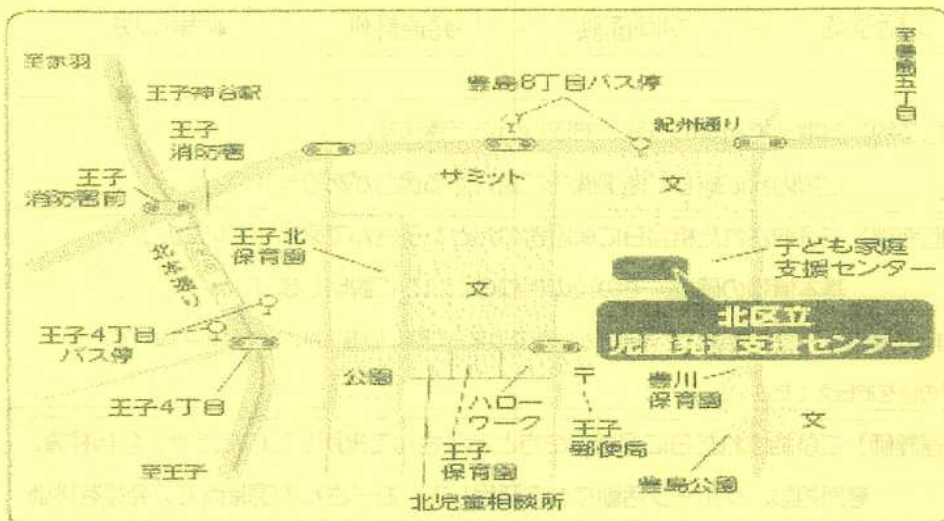 至赤羽
至豊島五丁目
王子神谷駅
豊島8丁目バス停
王子
消防署
紀州通り
王子
消防署前
サミット
文
王子北
保育園
子ども家庭
支援センター
文
北区立
児童発達支援センター
王子4丁目
バス停
公園
〒
豊川
保育園
ハロー
ワーク
王子4丁目
王子
郵便局
文
王子
保育園
至王子
豊島公園
北児童相談所